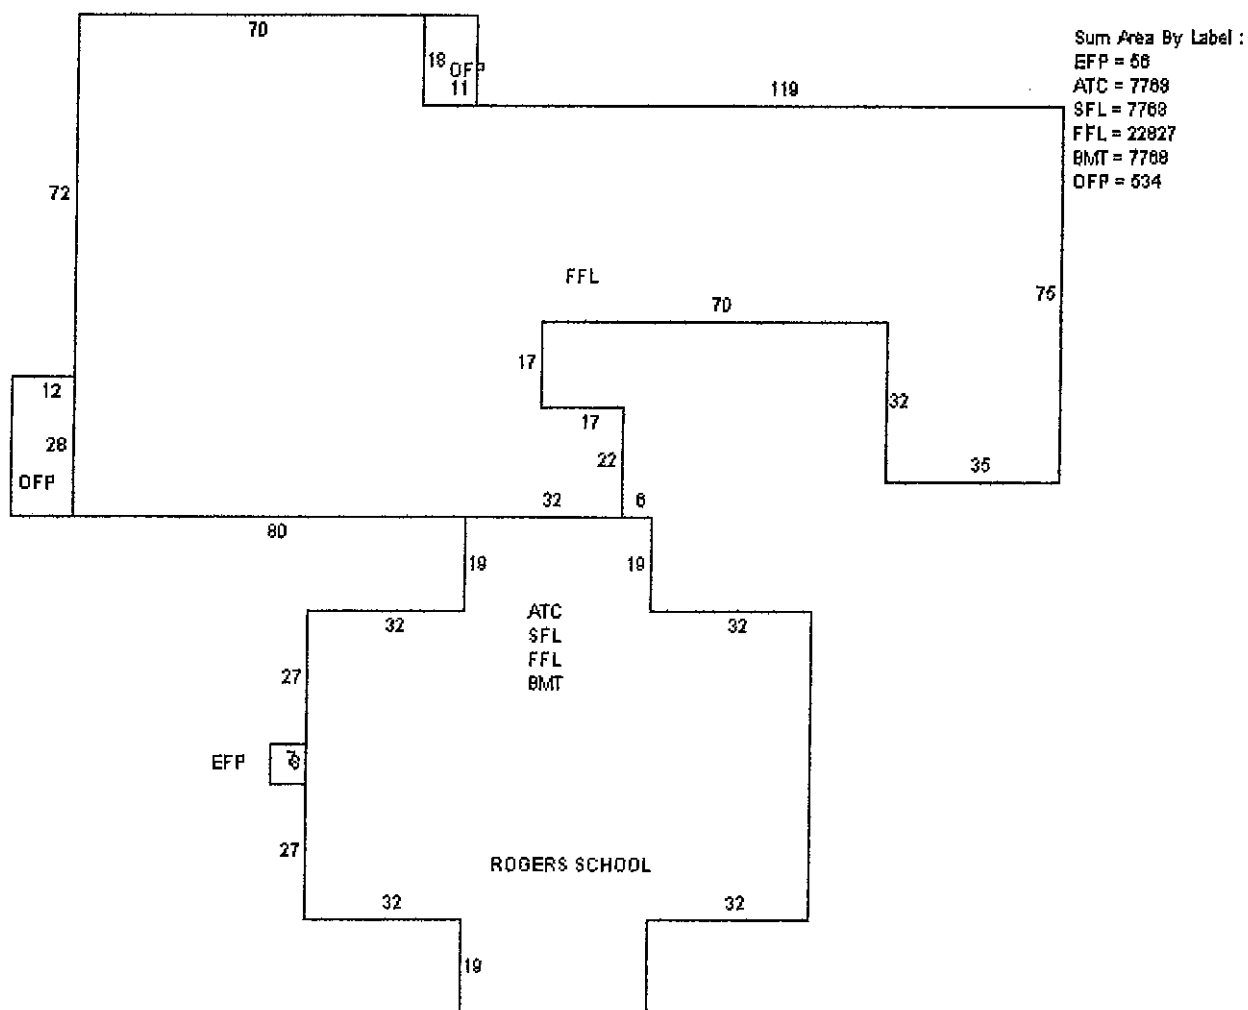 70
18
OFP
11
119
Sum Area By Label :
EFP = 56
ATC = 7769
SFL = 7769
FFL = 22827
BMT = 7768
OFP = 534
72
FFL
75
70
17
12
32
17
28
22
35
OFP
32
6
80
19
19
ATC
32
32
SFL
FFL
27
BMT
EFP
27
ROGERS SCHOOL
32
32
19